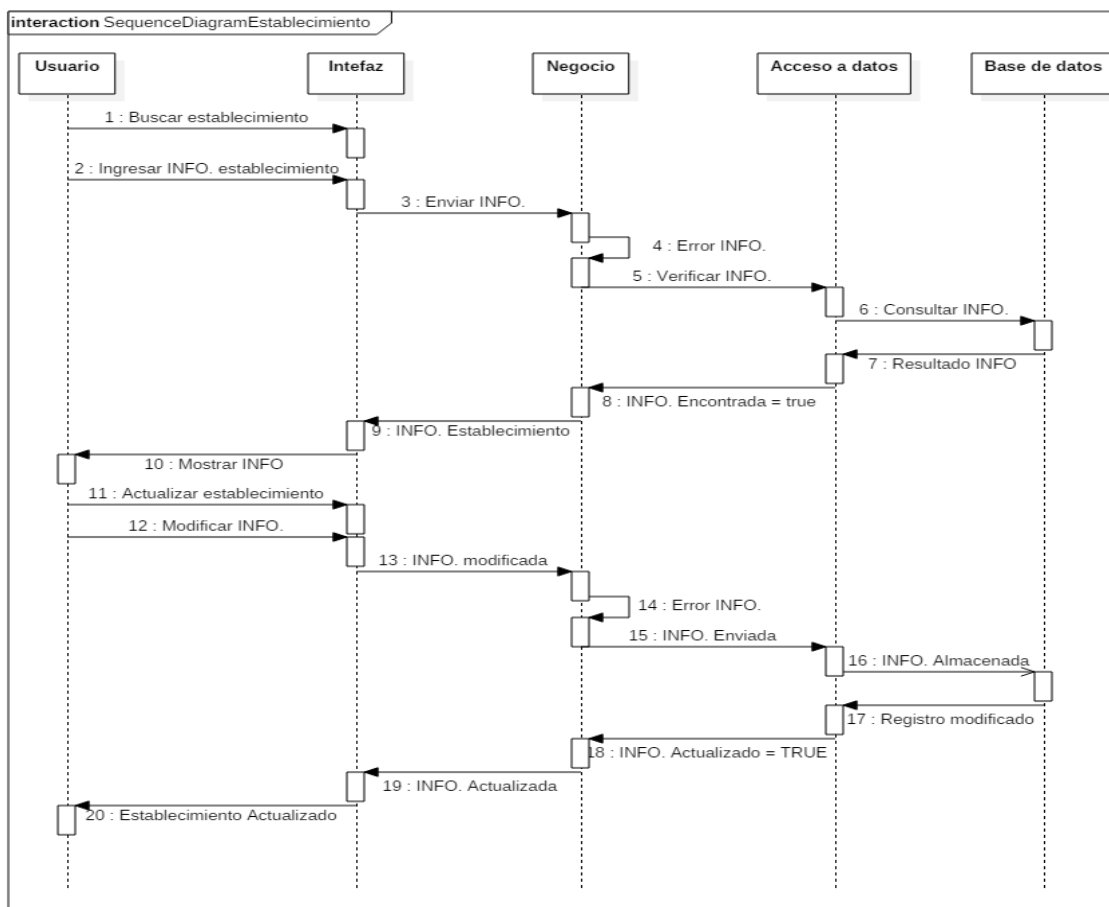 interaction SequenceDiagramEstablecimiento
Usuario
Intefaz
Negocio
Acceso a datos
Base de datos
1 : Buscar establecimiento
2 : Ingresar INFO. establecimiento
3 : Enviar INFO.
4 : Error INFO.
5 : Verificar INFO.
6 : Consultar INFO.
7 : Resultado INFO
8 : INFO. Encontrada = true
9 : INFO. Establecimiento
10 : Mostrar INFO
11 : Actualizar establecimiento
12 : Modificar INFO.
13 : INFO. modificada
14 : Error INFO.
15 : INFO. Enviada
16 : INFO. Almacenada
17 : Registro modificado
18 : INFO. Actualizado = TRUE
19 : INFO. Actualizada
20 : Establecimiento Actualizado